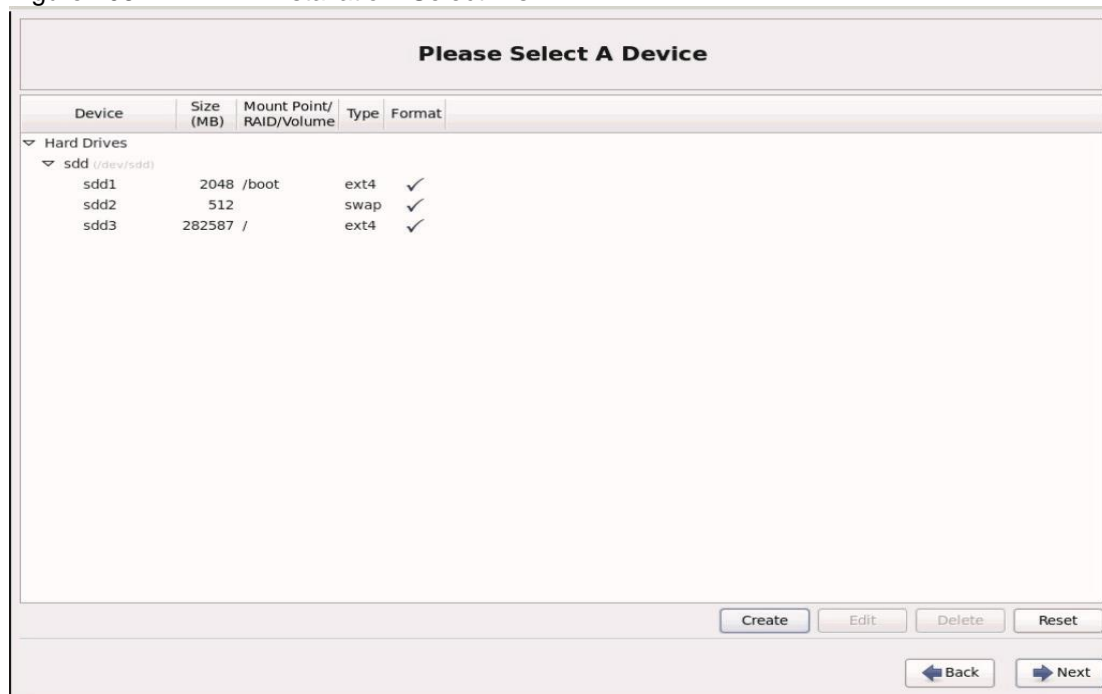 Please Select A Device
Device Size (MB) Mount Point/ RAID/Volume Type Format
Hard Drives
sdd (/dev/sdd)
sdd1 2048 /boot ext4 ✓
sdd2 512 swap ✓
sdd3 282587 / ext4 ✓
Create Edit Delete Reset
Back Next